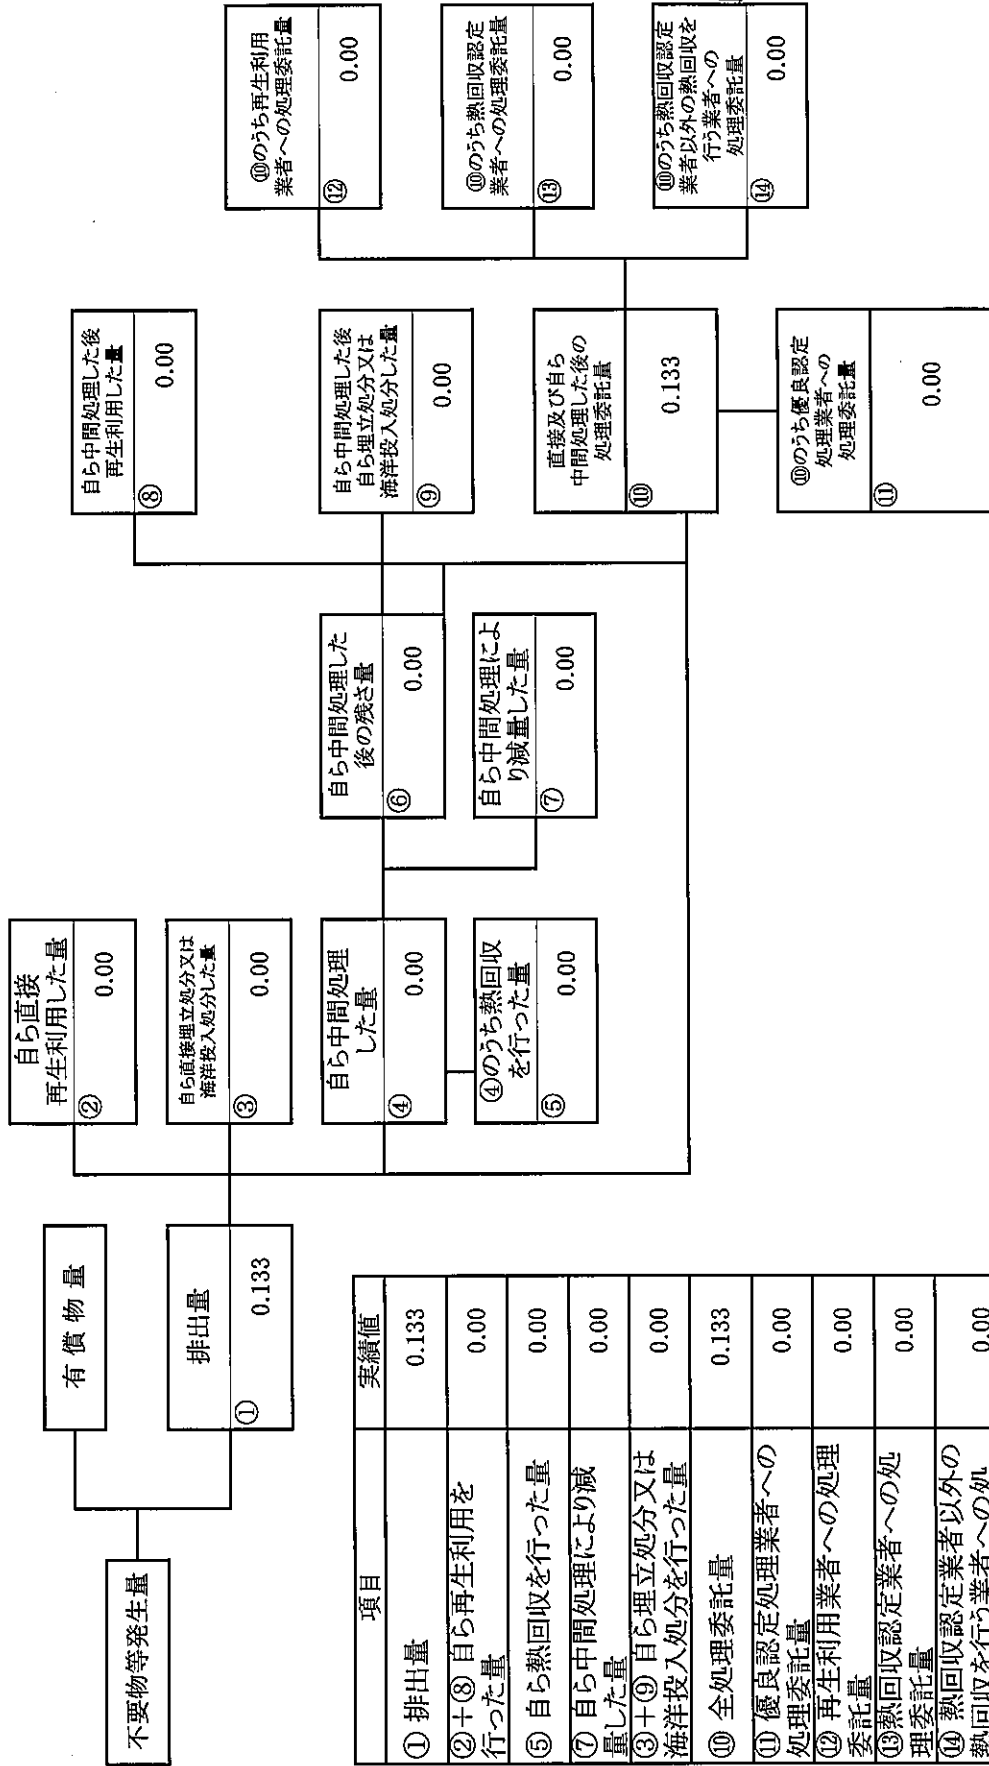 不要物等発生量
有償物量
排出量
①
0.133
自ら直接
再生利用した量
②
0.00
自ら直接埋立処分又は
海洋投入処分した量
③
0.00
自ら中間処理
した量
④
0.00
④のうち熱回収
を行った量
⑤
0.00
自ら中間処理した
後の残さ量
⑥
0.00
自ら中間処理によ
り減量した量
⑦
0.00
自ら中間処理した後
再生利用した量
⑧
0.00
自ら中間処理した後
自ら埋立処分又は
海洋投入処分した量
⑨
0.00
直接及び自ら
中間処理した後の
処理委託量
⑩
0.133
⑩のうち優良認定
処理業者への
処理委託量
⑪
0.00
⑩のうち再生利用
業者への処理委託量
⑫
0.00
⑩のうち熱回収認定
業者への処理委託量
⑬
0.00
⑩のうち熱回収認定
業者以外の熱回収を
行う業者への
処理委託量
⑭
0.00
項目 実績値
①排出量 0.133
②+⑧ 自ら再生利用を
行った量 0.00
⑤ 自ら熱回収を行った量 0.00
⑦ 自ら中間処理により減
量した量 0.00
③+⑨ 自ら埋立処分又は
海洋投入処分を行った量 0.00
⑩ 全処理委託量 0.133
⑪ 優良認定処理業者への
処理委託量 0.00
⑫ 再生利用業者への処理
委託量 0.00
⑬熱回収認定業者への処
理委託量 0.00
⑭ 熱回収認定業者以外の
熱回収を行う業者への処 0.00